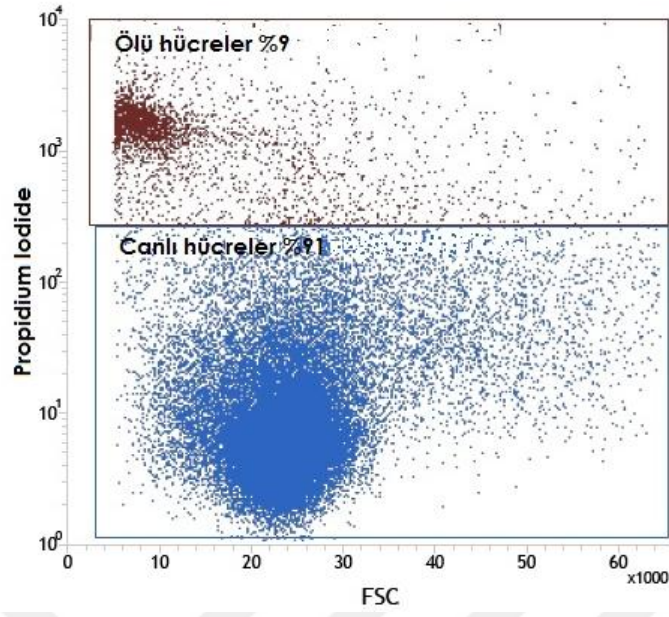 10⁴
Ölü hücreler %9
10³
Canlı hücreler %91
10²
10¹
10⁰
Propidium Iodide
0 10 20 30 40 50 60
x1000
FSC